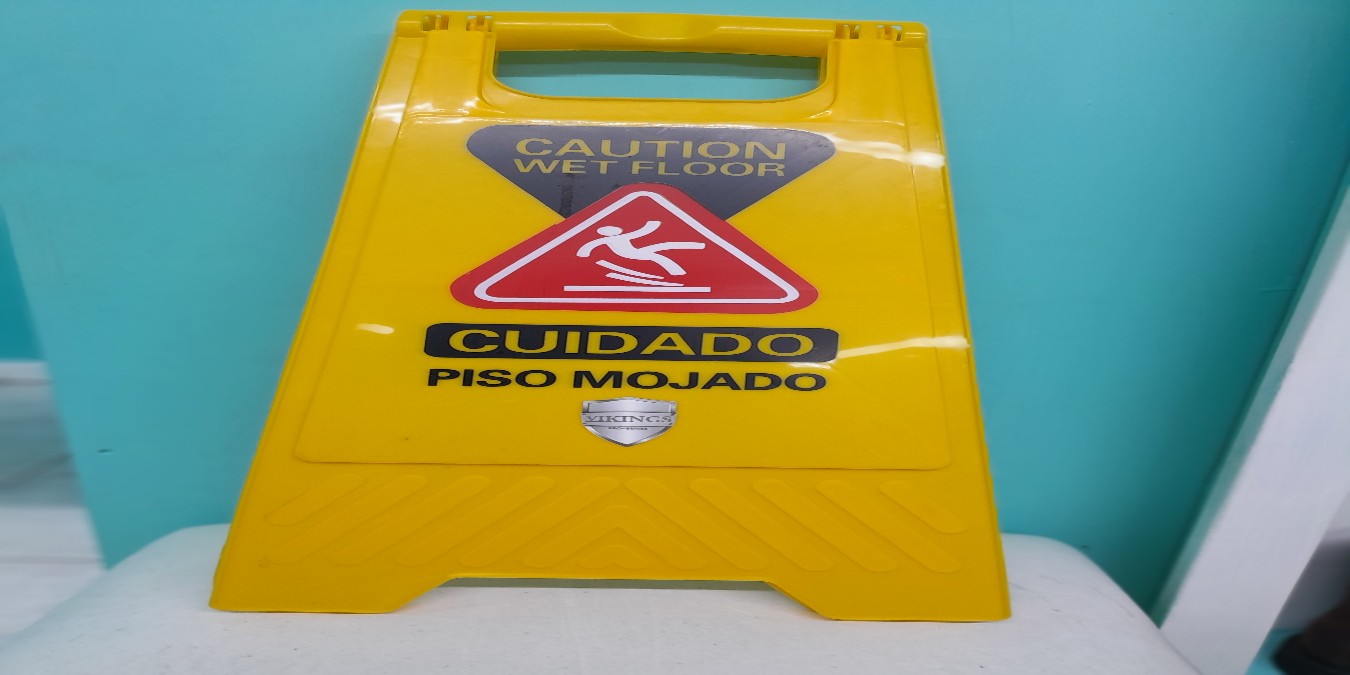 CAUTION
WET FLOOR
CUIDADO
PISO MOJADO
VIKINGS